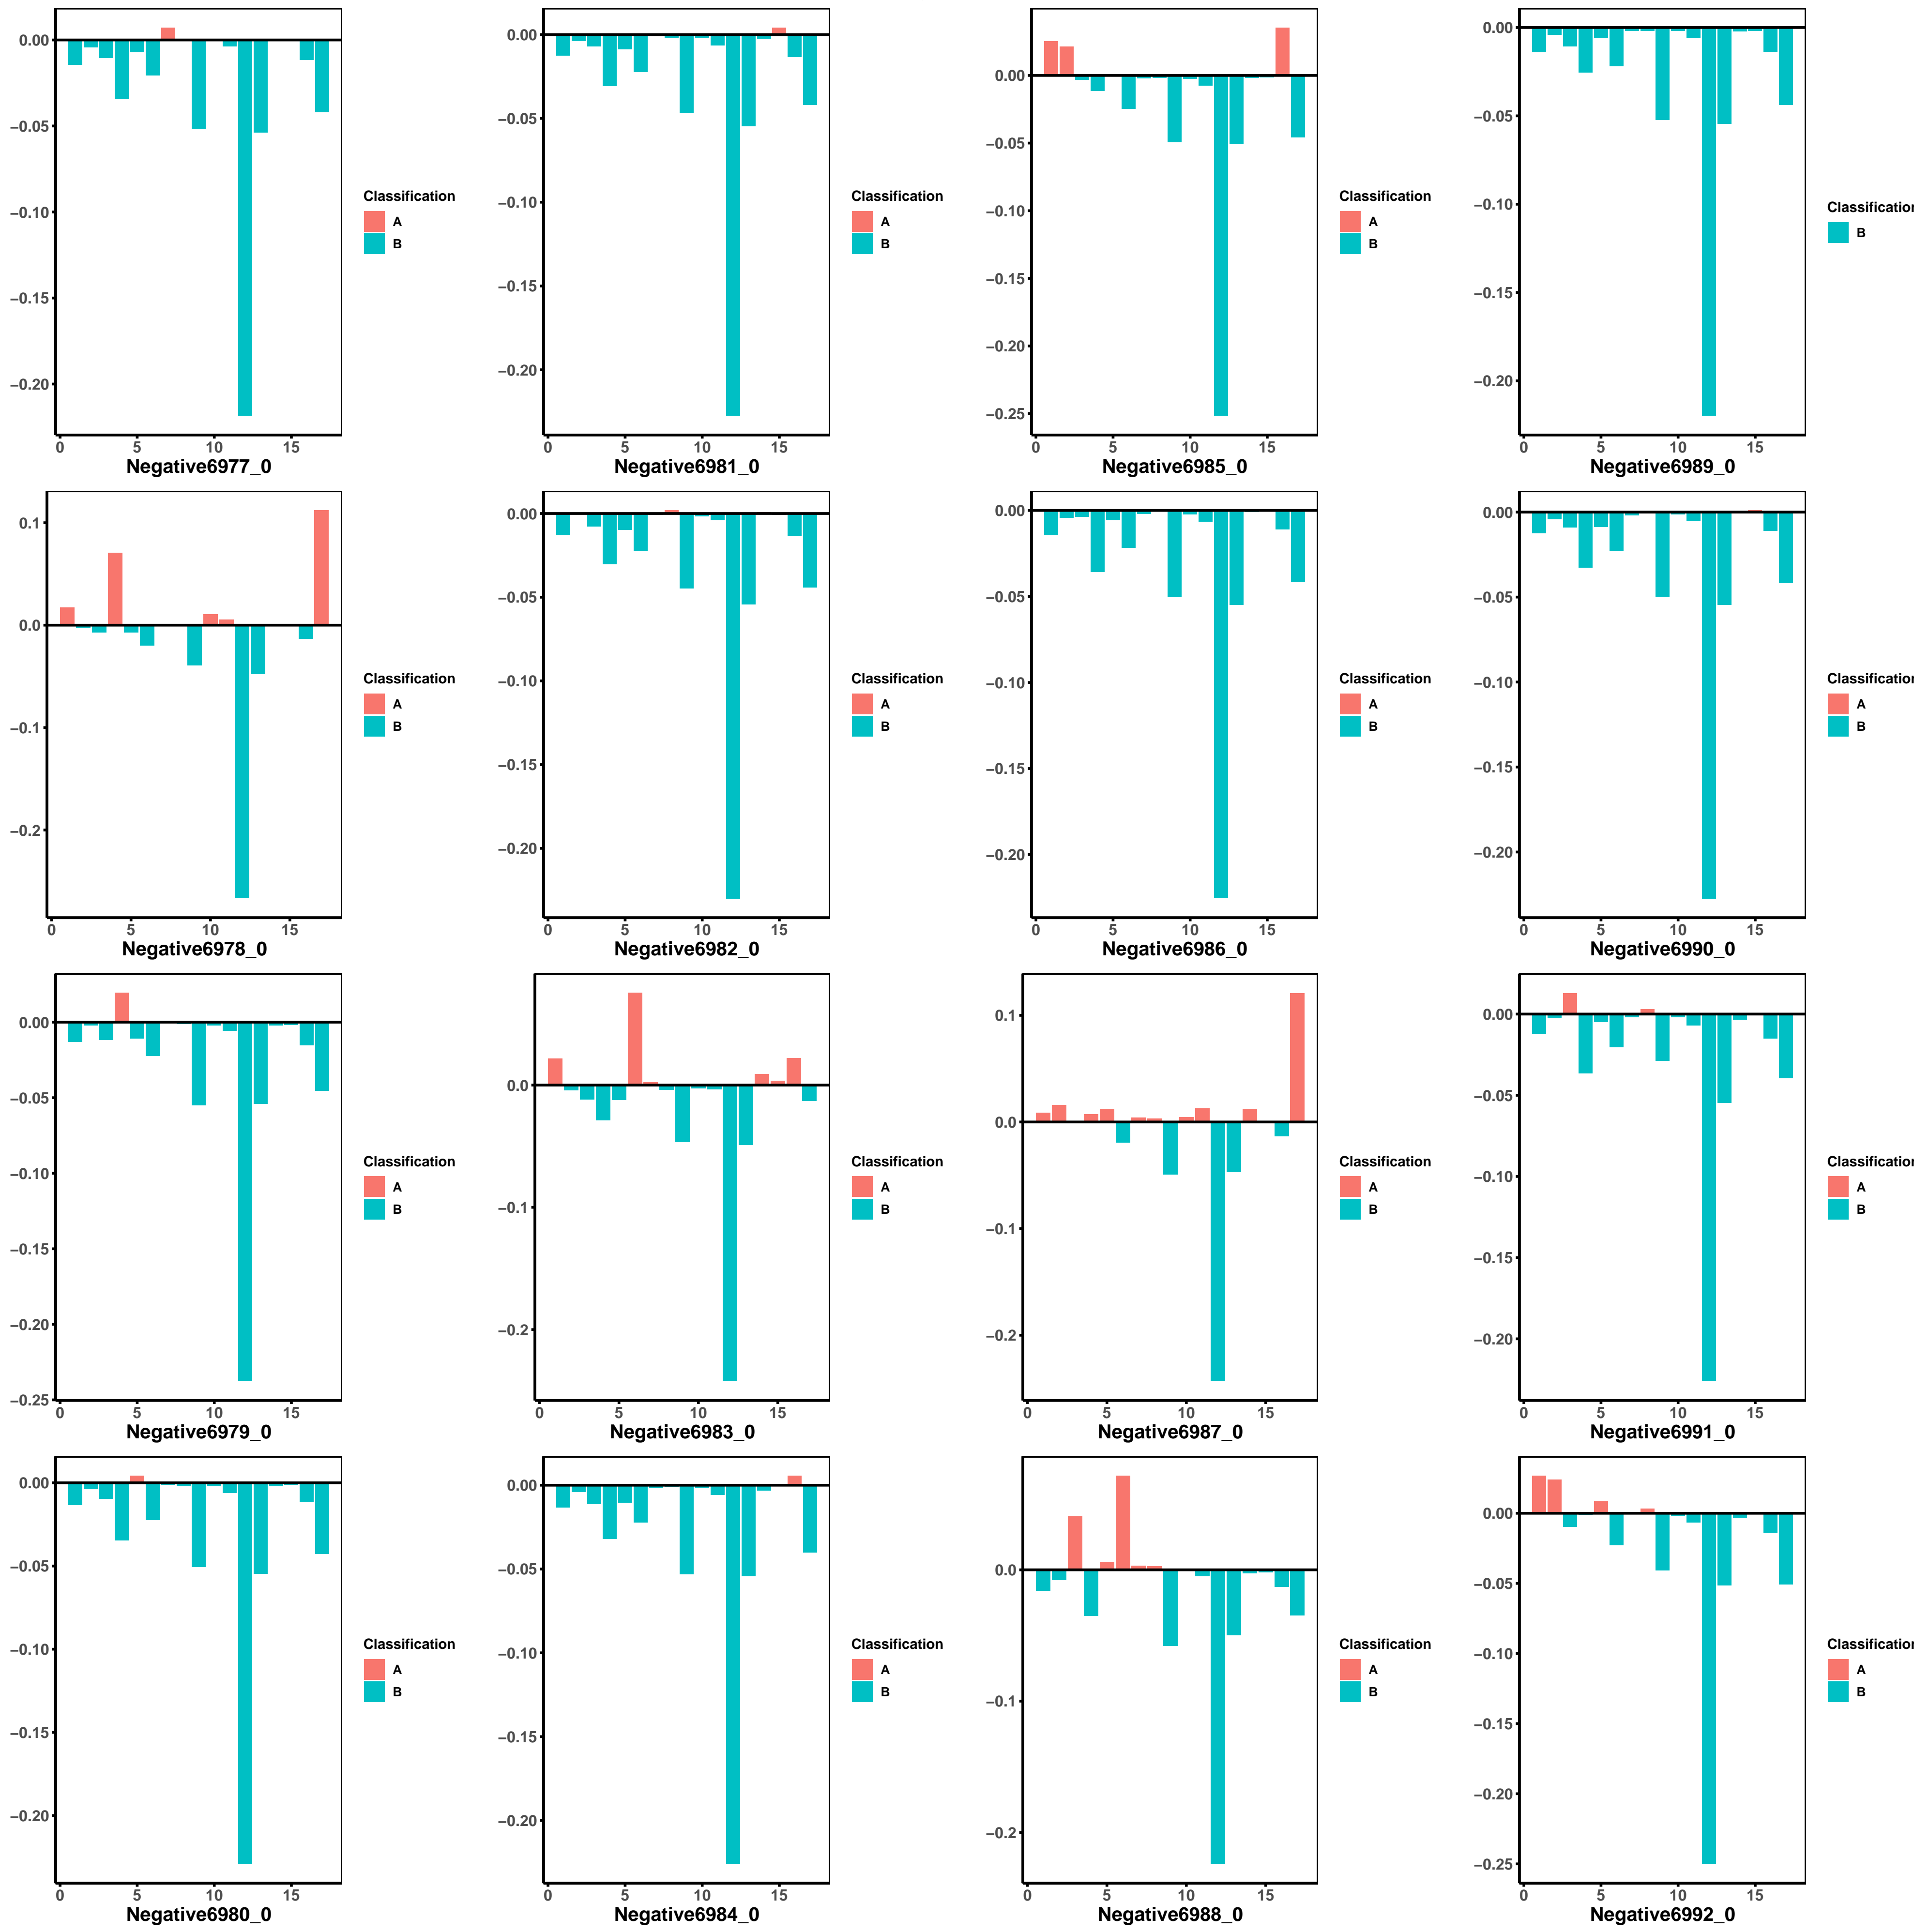 0.00
−0.05
−0.10
−0.15
−0.20
0 5 10 15
Negative6977_0
Classification
A
B
0.00
−0.05
−0.10
−0.15
−0.20
0 5 10 15
Negative6981_0
Classification
A
B
0.00
−0.05
−0.10
−0.15
−0.20
−0.25
0 5 10 15
Negative6985_0
Classification
A
B
0.00
−0.05
−0.10
−0.15
−0.20
0 5 10 15
Negative6989_0
Classification
B
0.1
0.0
−0.1
−0.2
0 5 10 15
Negative6978_0
Classification
A
B
0.00
−0.05
−0.10
−0.15
−0.20
0 5 10 15
Negative6982_0
Classification
A
B
0.00
−0.05
−0.10
−0.15
−0.20
0 5 10 15
Negative6986_0
Classification
A
B
0.00
−0.05
−0.10
−0.15
−0.20
0 5 10 15
Negative6990_0
Classification
A
B
0.00
−0.05
−0.10
−0.15
−0.20
−0.25
0 5 10 15
Negative6979_0
Classification
A
B
0.0
−0.1
−0.2
0 5 10 15
Negative6983_0
Classification
A
B
0.1
0.0
−0.1
−0.2
0 5 10 15
Negative6987_0
Classification
A
B
0.00
−0.05
−0.10
−0.15
−0.20
0 5 10 15
Negative6991_0
Classification
A
B
0.00
−0.05
−0.10
−0.15
−0.20
0 5 10 15
Negative6980_0
Classification
A
B
0.00
−0.05
−0.10
−0.15
−0.20
0 5 10 15
Negative6984_0
Classification
A
B
0.0
−0.1
−0.2
0 5 10 15
Negative6988_0
Classification
A
B
0.00
−0.05
−0.10
−0.15
−0.20
−0.25
0 5 10 15
Negative6992_0
Classification
A
B